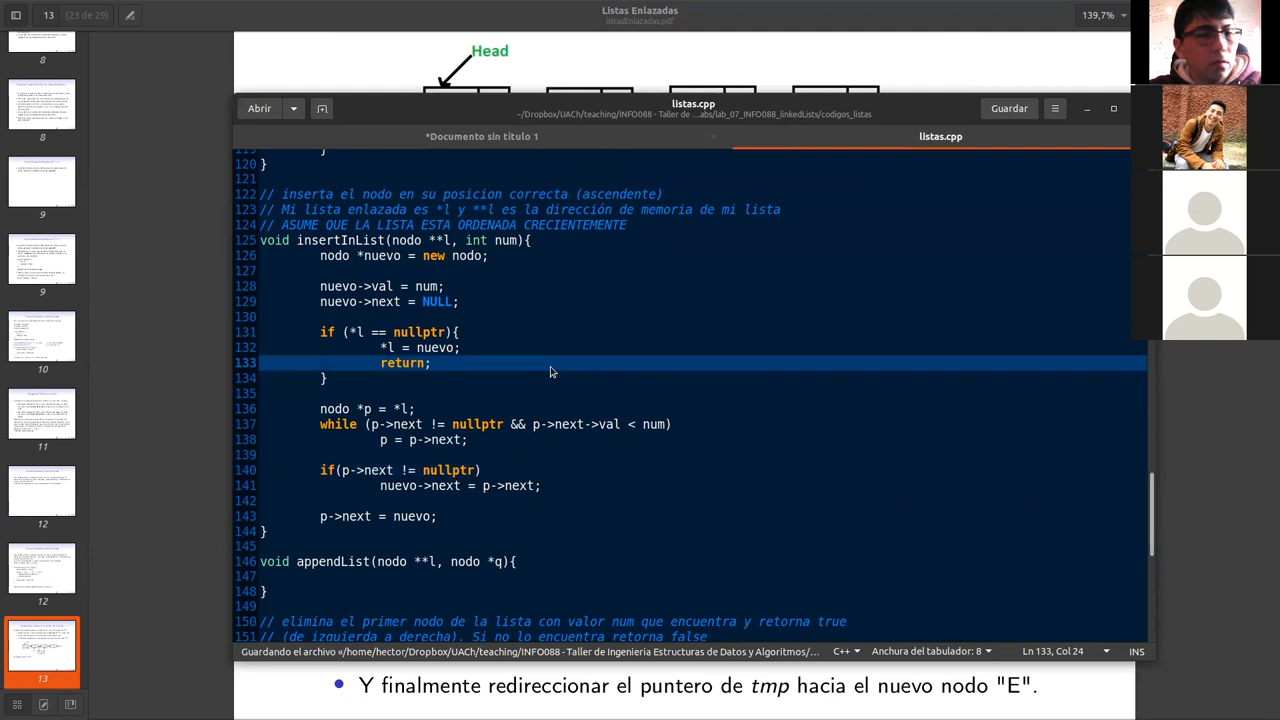 13
(23 de 29)
Listas Enlazadas
listasEnlazadas.pdf
139,7%
Head
Abrir
listas.cpp
~/Dropbox/UACh/teaching/INFO088 - Taller de …abs/lab_07_INFO088_linkedLists/codigos_listas
Guardar
*Documento sin título 1
listas.cpp
120 }
121
122 // inserta el nodo en su posicion correcta (ascendente)
123 // Mi lista enlazada es *l y **l es la dirección de memoria de mi lista
124 // ASUME QUE LA LISTA ESTA ORDENADA CRECIENTEMENTE
125 void insertInList(nodo **l, int num){
126 nodo *nuevo = new nodo;
127
128 nuevo->val = num;
129 nuevo->next = NULL;
130
131 if (*l == nullptr){
132 *l = nuevo;
133 return;
134 }
135
136 nodo *p = *l;
137 while (p->next != nullptr && p->next->val < num)
138 p = p->next;
139
140 if(p->next != nullptr)
141 nuevo->next = p->next;
142
143 p->next = nuevo;
144 }
145
146 void appendList(nodo **l, nodo *q){
147
148 }
149
150 // elimina el primer nodo de la lista con valor num que encuentra y retorna true
151 // (de izquierda a derecha). Si no lo encuentra retorna false
Guardando el archivo «/home/hector/Dropbox/UACh/teaching/INFO088 - Taller de Ingenieria Estructuras de Datos y Algoritmos/…
C++
Anchura del tabulador: 8
Ln 133, Col 24
INS
Y finalmente redireccionar el puntero de tmp hacia el nuevo nodo "E".
8
8
9
9
10
11
12
12
13